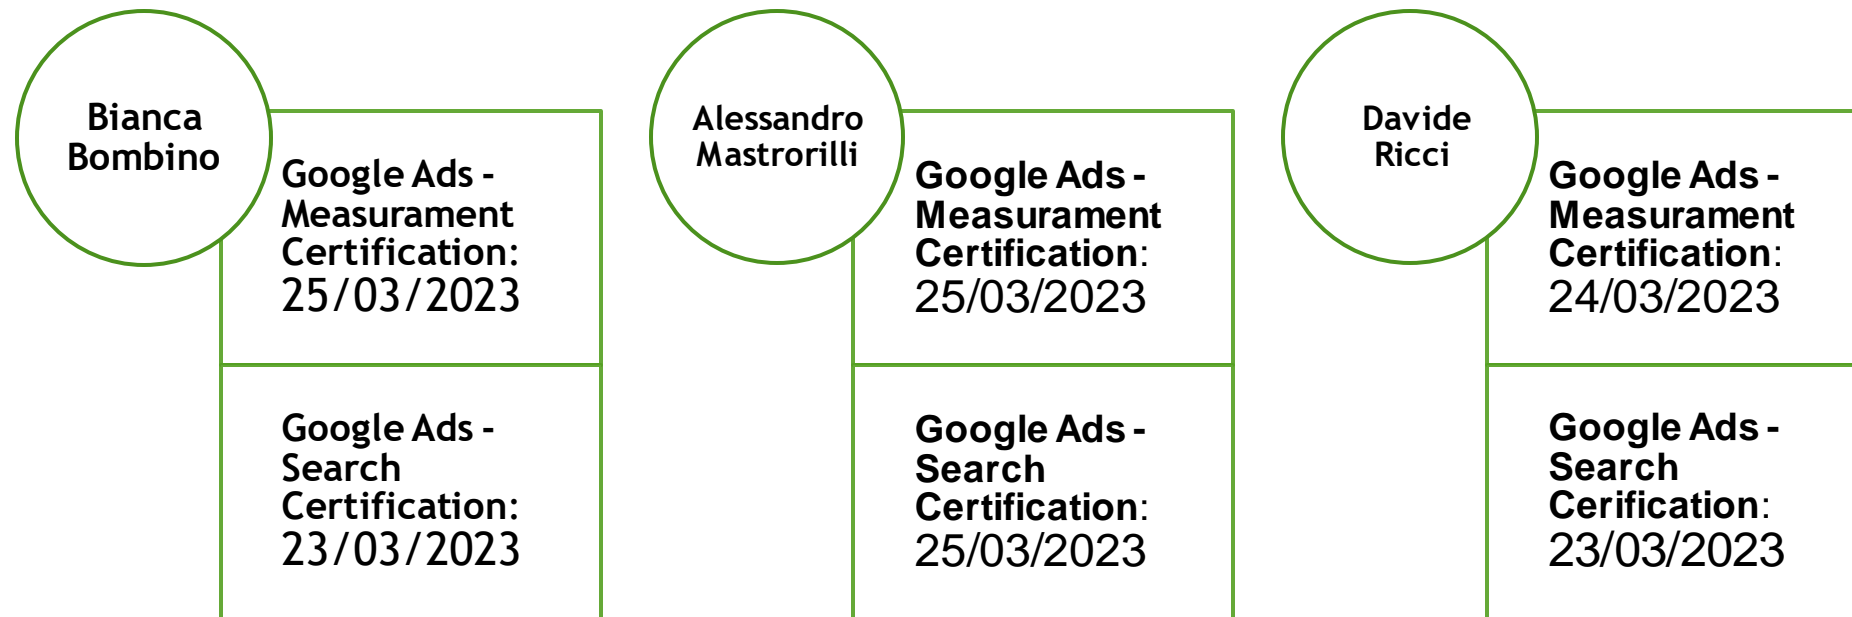 Bianca
Bombino
Google Ads -
Measurament
Certification:
25/03/2023
Google Ads -
Search
Certification:
23/03/2023
Alessandro
Mastrorilli
Google Ads -
Measurament
Certification:
25/03/2023
Google Ads -
Search
Certification:
25/03/2023
Davide
Ricci
Google Ads -
Measurament
Certification:
24/03/2023
Google Ads -
Search
Cerification:
23/03/2023